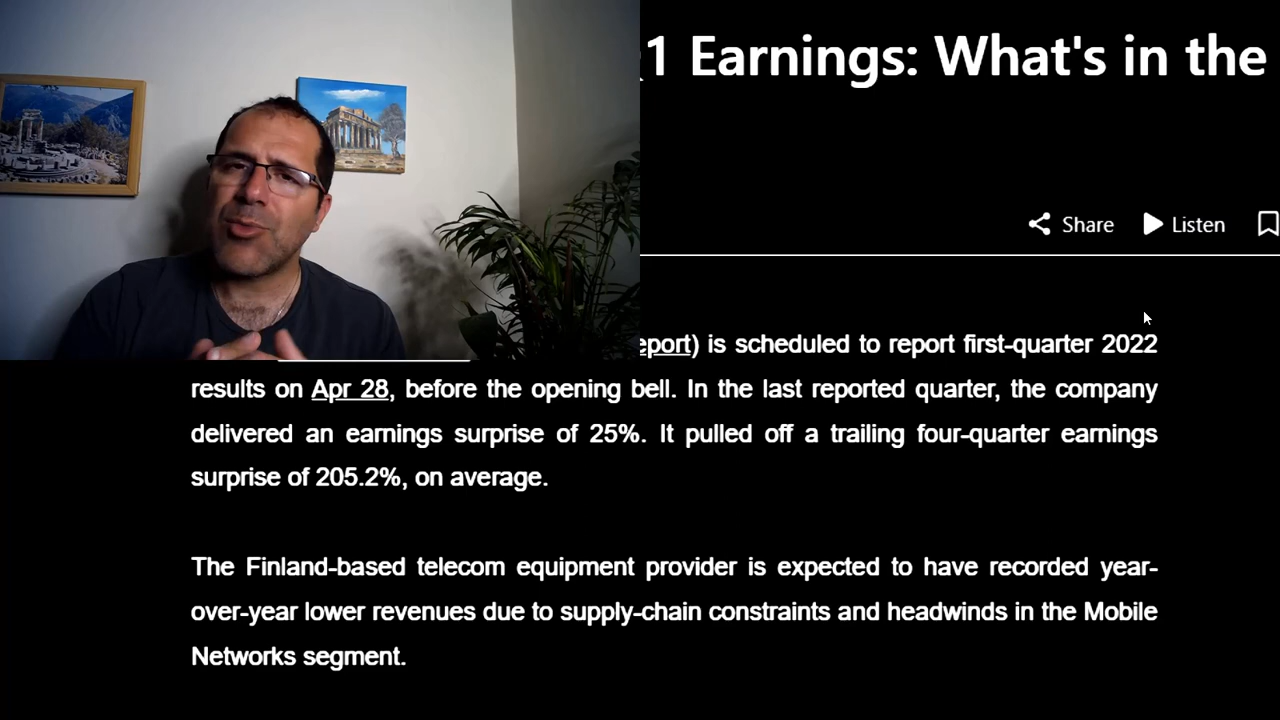 1 Earnings: What's in the
Share Listen
eport) is scheduled to report first-quarter 2022
results on Apr 28, before the opening bell. In the last reported quarter, the company
delivered an earnings surprise of 25%. It pulled off a trailing four-quarter earnings
surprise of 205.2%, on average.
The Finland-based telecom equipment provider is expected to have recorded year-
over-year lower revenues due to supply-chain constraints and headwinds in the Mobile
Networks segment.